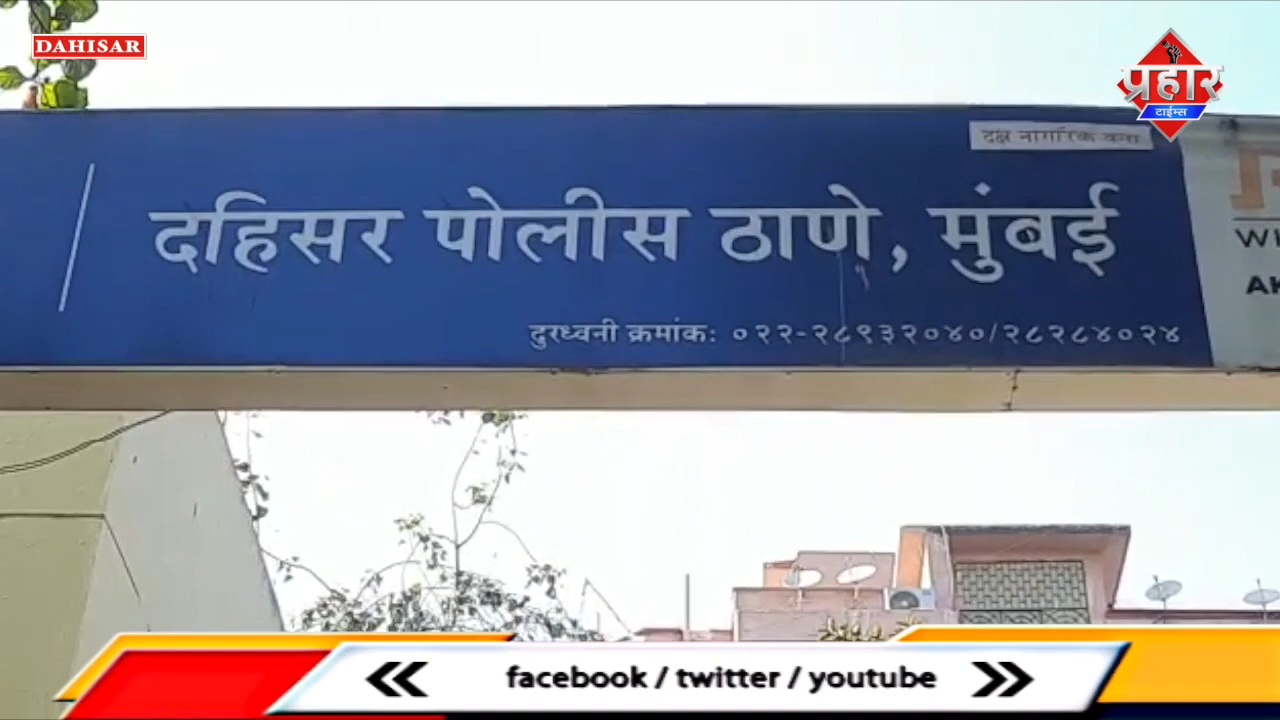 DAHISAR
प्रहार
टाईम्स
दक्ष नागरिक बना
दहिसर पोलीस ठाणे, मुंबई
दुरध्वनी क्रमांक: ०२२-२८९३२०४०/२८२८४०२४
facebook / twitter / youtube